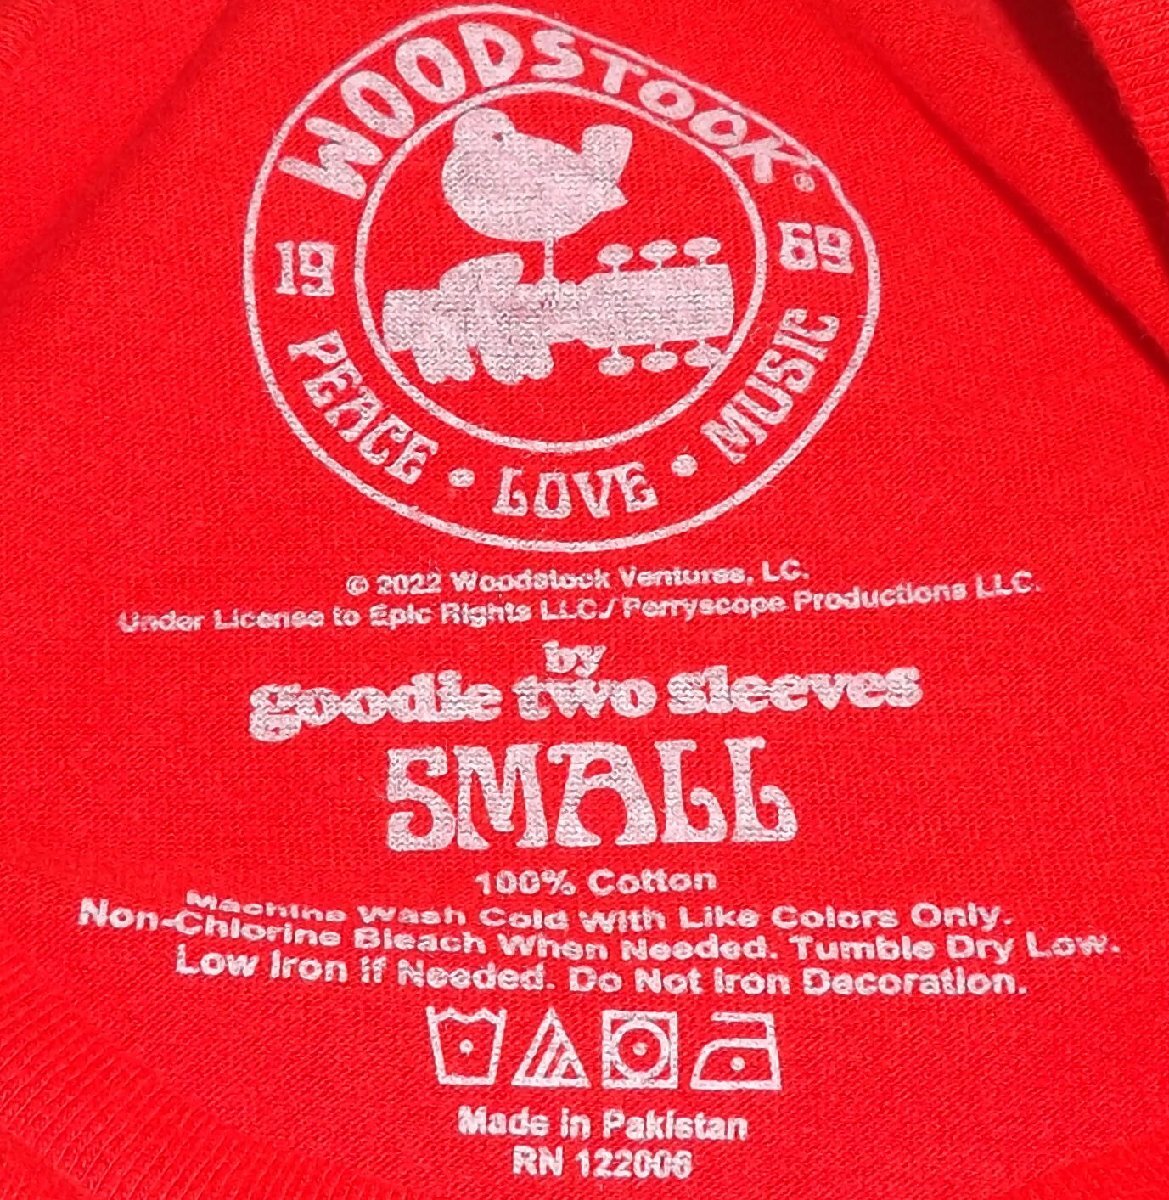 WOODSTOCK®
19 69
PEACE • LOVE • MUSIC
© 2022 Woodstock Ventures, LC.
Under License to Epic Rights LLC./ Perryscope Productions LLC.
by
goodie two sleeves
SMALL
100% Cotton
Machine Wash Cold With Like Colors Only.
Non-Chlorine Bleach When Needed. Tumble Dry Low.
Low Iron if Needed. Do Not Iron Decoration.
Made in Pakistan
RN 122006